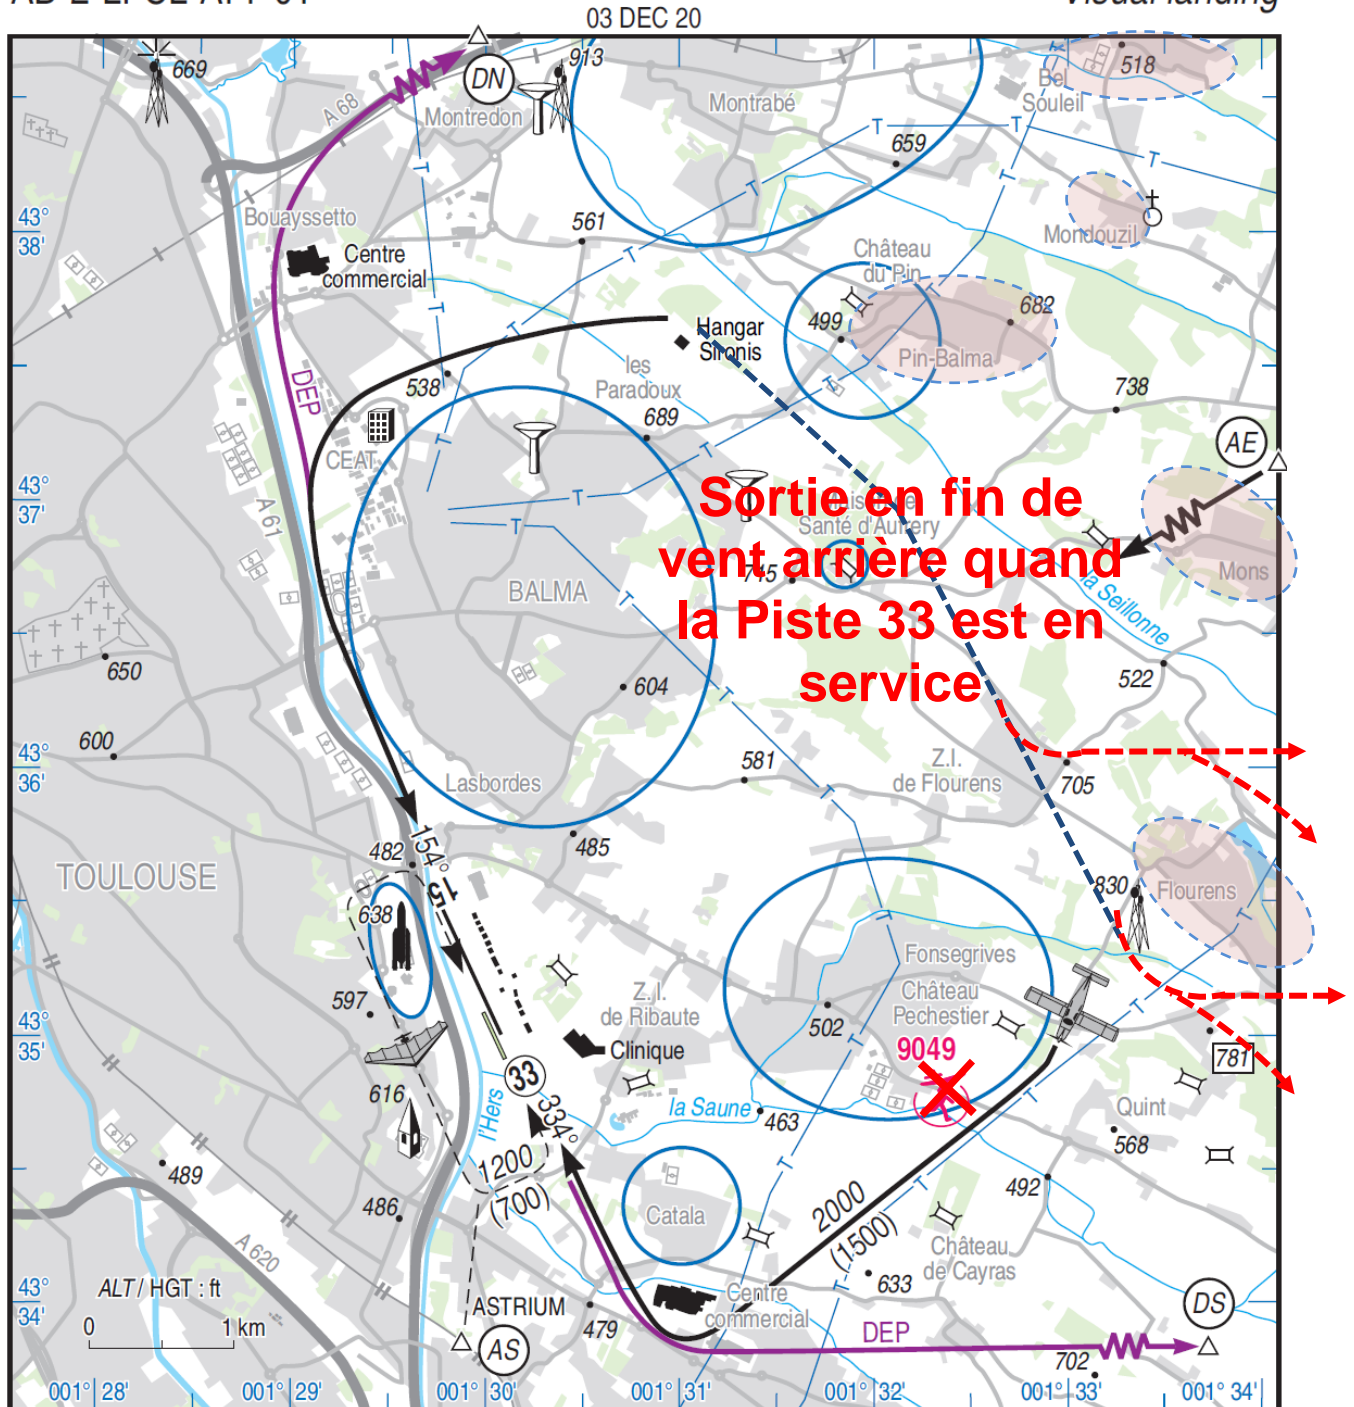 03 DEC 20
669
DN
913
Montredon
A 68
Montrabé
Bel
Souleil
518
659
43°
38'
Bouayssetto
Centre
commercial
561
Château
du Pin
Mondouzil
499
682
Pin-Balma
Hangar
Sironis
les
Paradoux
538
DEP
689
738
CEAT
AE
43°
37'
A 61
Sortie en fin de
vent arrière quand
la Piste 33 est en
service
Santé d'Aufrery
745
BALMA
Mons
la Seillonne
650
604
522
600
43°
36'
581
Z.I.
de Flourens
705
Lasbordes
485
482
154°
15
TOULOUSE
638
830
Flourens
Fonsegrives
597
Z. I.
de Ribaute
Château
Pechestier
502
43°
35'
Clinique
9049
781
33
334°
616
l'Hers
la Saune
463
Quint
568
1200
(700)
489
486
492
Catala
2000
(1500)
A 620
Château
de Cayras
633
43°
34'
ALT / HGT : ft
0
1 km
ASTRIUM
AS
479
Centre
commercial
DEP
DS
702
001° 28'
001° 29'
001° 30'
001° 31'
001° 32'
001° 33'
001° 34'